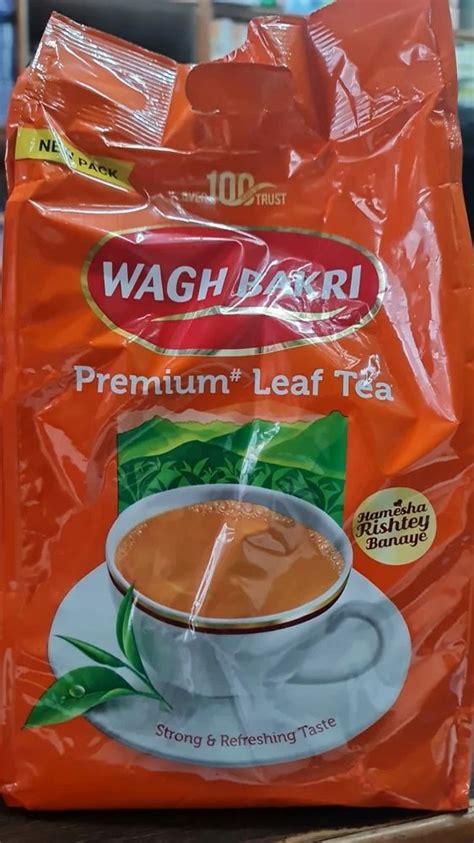 NEW PACK
100
OVER TRUST
WAGH BAKRI
Premium# Leaf Tea
Hamesha
Rishtey
Banaye
Strong & Refreshing Taste